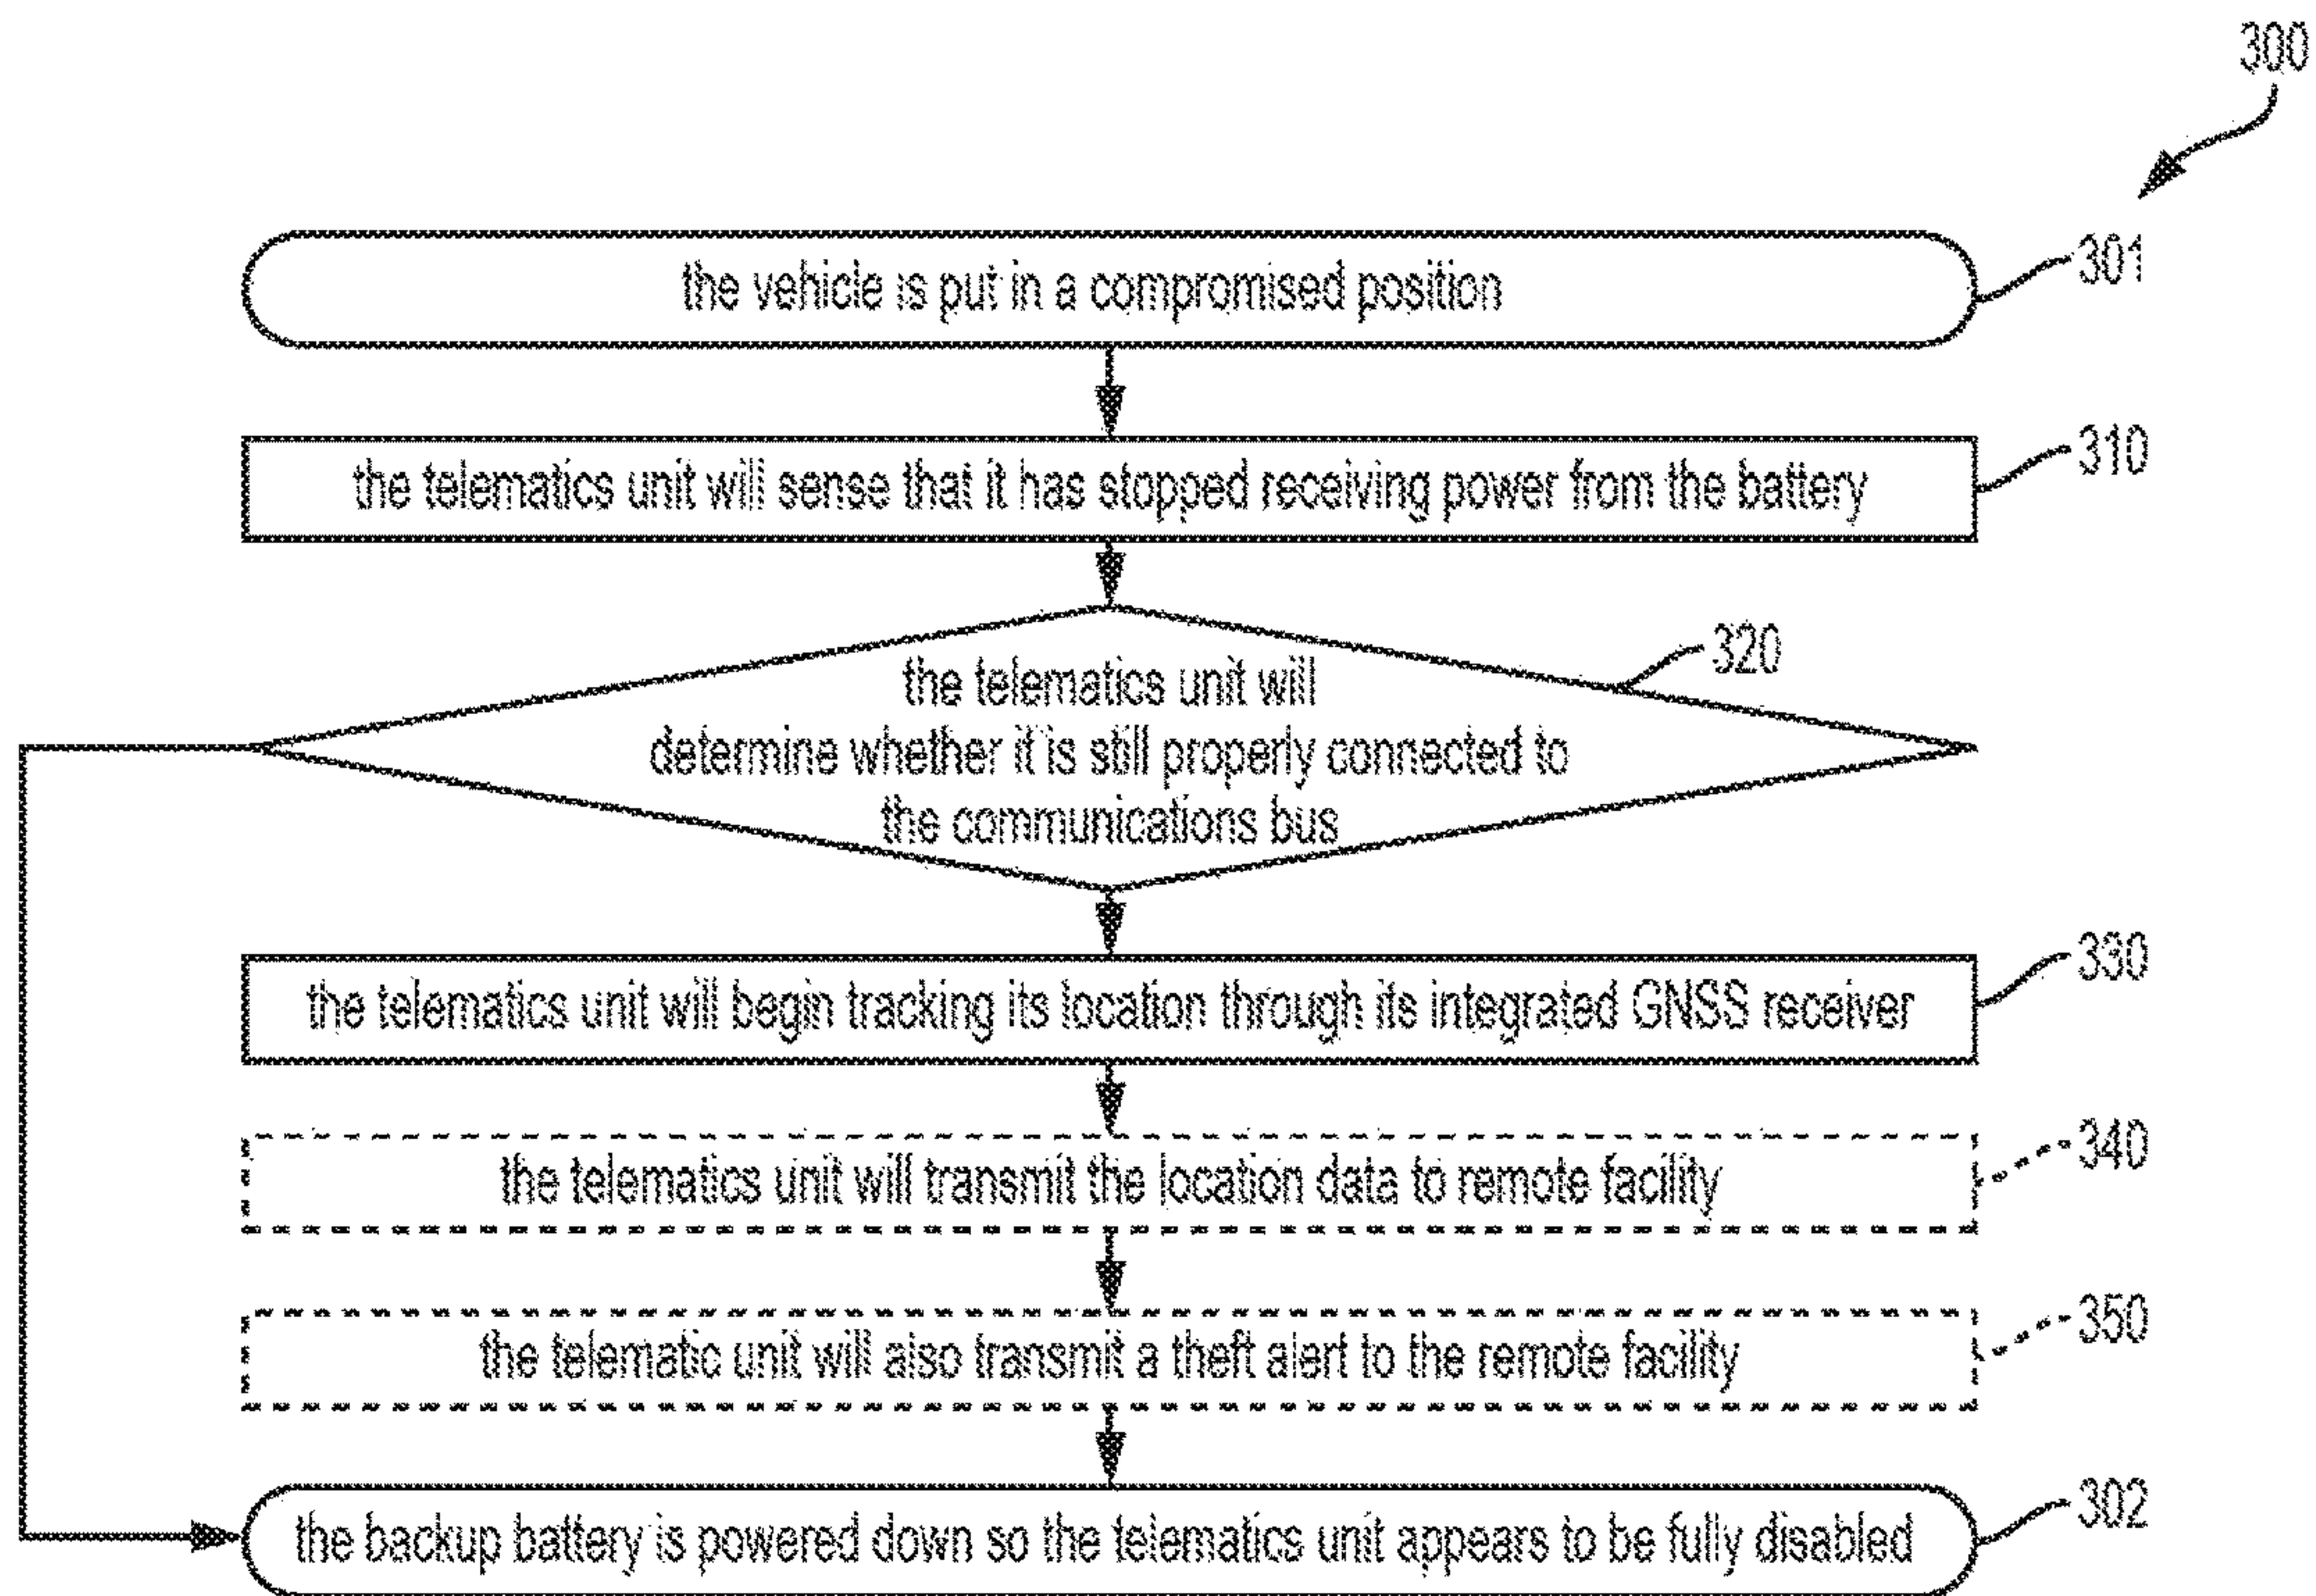 300
the vehicle is put in a compromised position
301
the telematics unit will sense that it has stopped receiving power from the battery
310
320
the telematics unit will
determine whether it is still properly connected to
the communications bus
the telematics unit will begin tracking its location through its integrated GNSS receiver
330
the telematics unit will transmit the location data to remote facility
340
the telematic unit will also transmit a theft alert to the remote facility
350
the backup battery is powered down so the telematics unit appears to be fully disabled
302